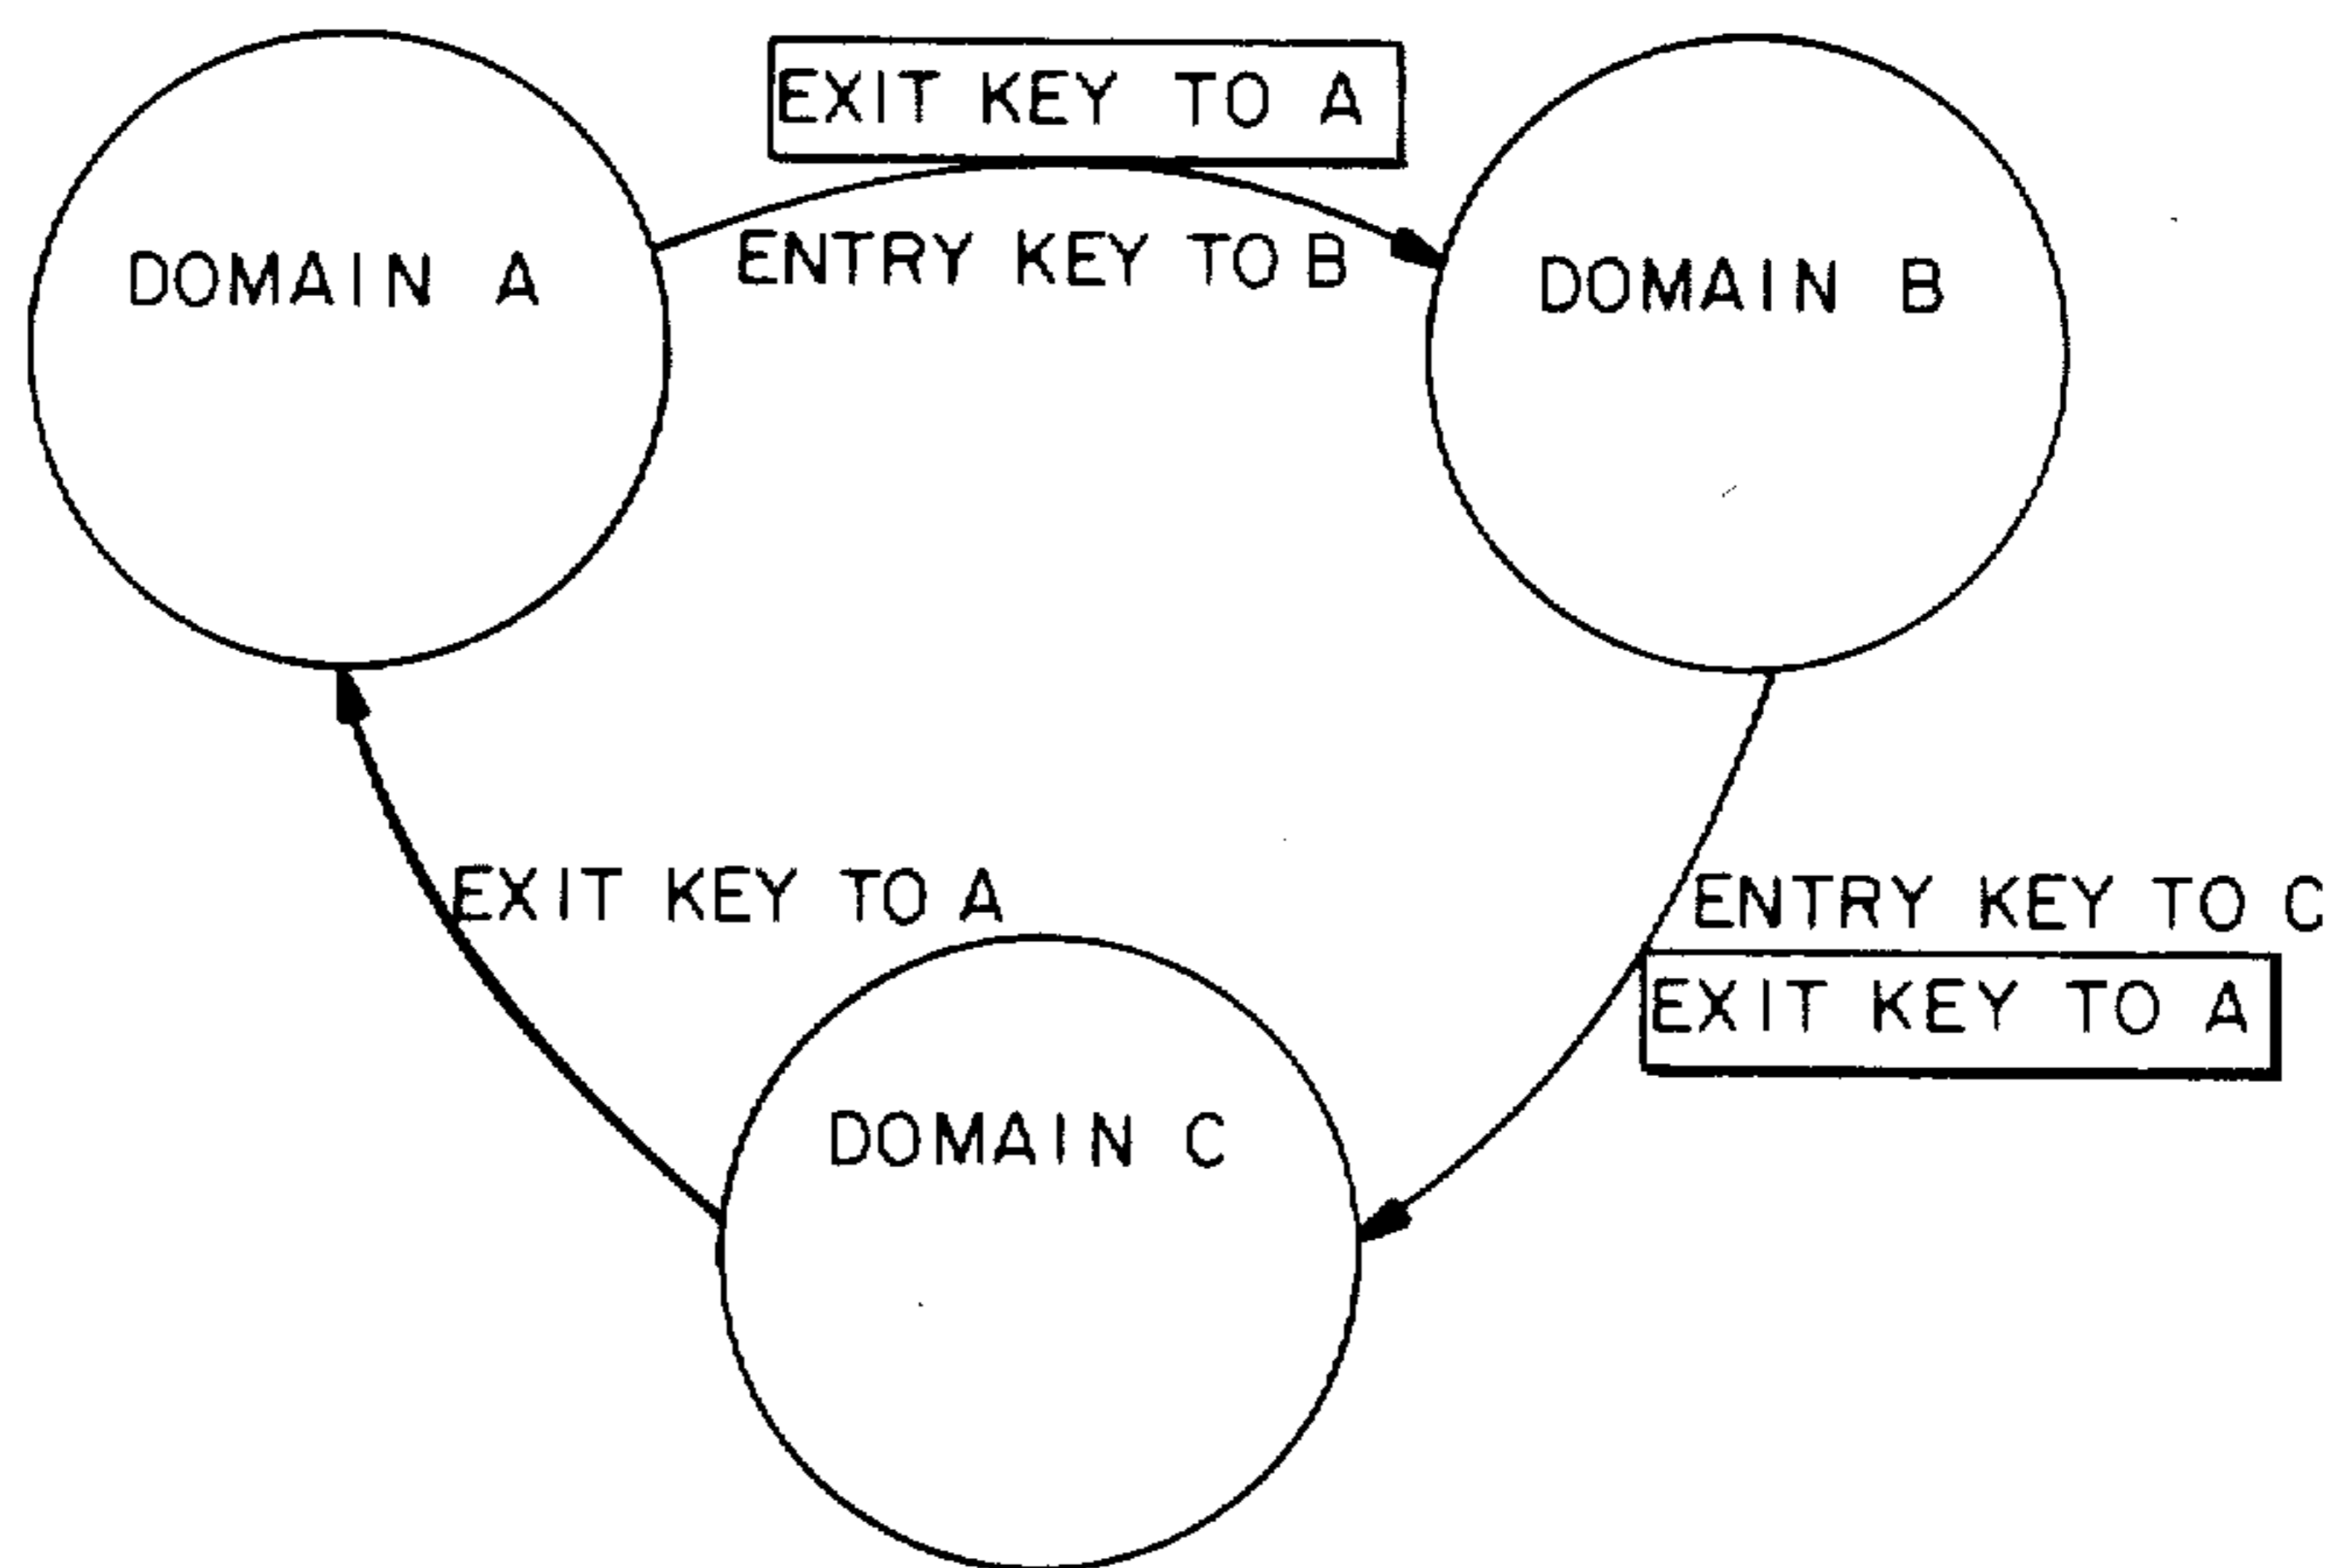 EXIT KEY TO A
DOMAIN A
ENTRY KEY TO B
DOMAIN B
EXIT KEY TO A
ENTRY KEY TO C
EXIT KEY TO A
DOMAIN C